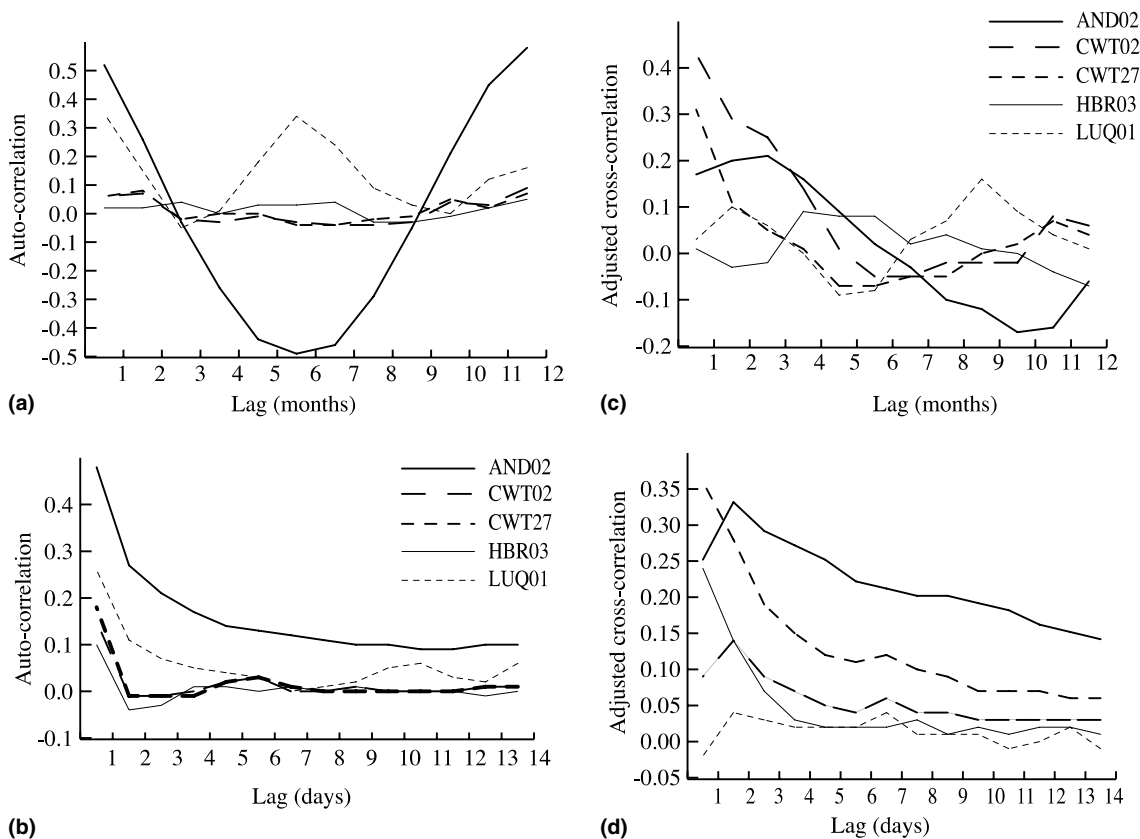 0.5
0.4
0.3
0.2
0.1
0.0
-0.1
-0.2
-0.3
-0.4
-0.5
Auto-correlation
1 2 3 4 5 6 7 8 9 10 11 12
Lag (months)
(a)
0.4
0.3
0.2
0.1
0.0
-0.1
-0.2
Adjusted cross-correlation
AND02
CWT02
CWT27
HBR03
LUQ01
1 2 3 4 5 6 7 8 9 10 11 12
Lag (months)
(c)
0.4
0.3
0.2
0.1
0.0
-0.1
Auto-correlation
AND02
CWT02
CWT27
HBR03
LUQ01
1 2 3 4 5 6 7 8 9 10 11 12 13 14
Lag (days)
(b)
0.35
0.30
0.25
0.20
0.15
0.10
0.05
0.00
-0.05
Adjusted cross-correlation
1 2 3 4 5 6 7 8 9 10 11 12 13 14
Lag (days)
(d)